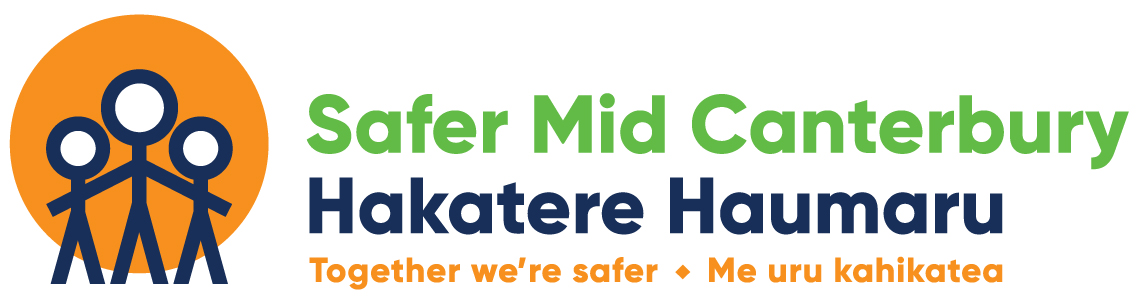 Safer Mid Canterbury
Hakatere Haumaru
Together we're safer ◆ Me uru kahikatea